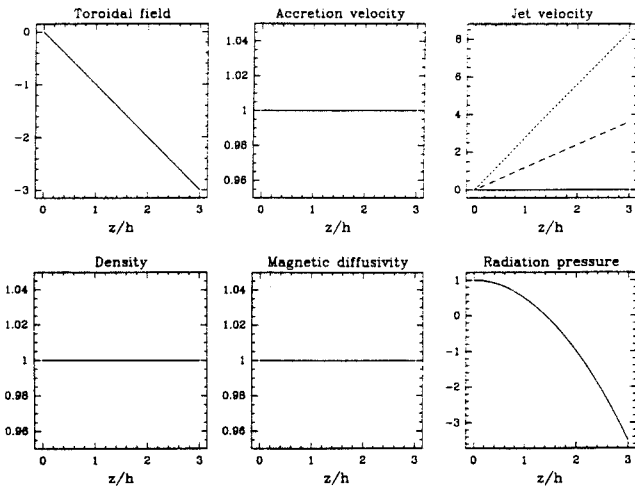 Toroidal field
0
-1
-2
-3
0 1 2 3
z/h
Accretion velocity
1.04
1.02
1
0.98
0.96
0 1 2 3
z/h
Jet velocity
8
6
4
2
0
0 1 2 3
z/h
Density
1.04
1.02
1
0.98
0.96
0 1 2 3
z/h
Magnetic diffusivity
1.04
1.02
1
0.98
0.96
0 1 2 3
z/h
Radiation pressure
1
0
-1
-2
-3
0 1 2 3
z/h